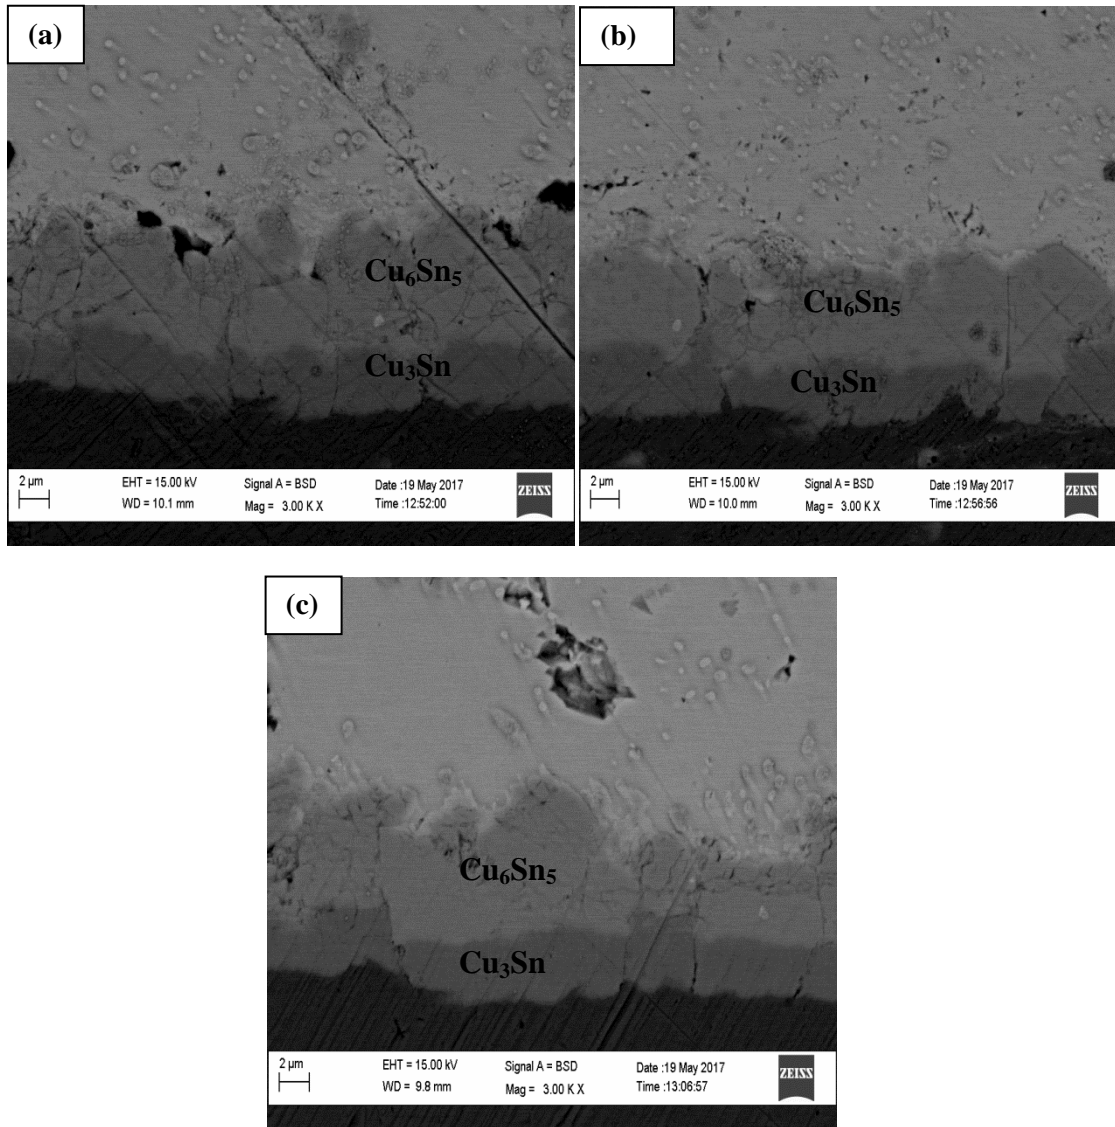 (a)
Cu₆Sn₅
Cu₃Sn
2 µm
EHT = 15.00 kV
WD = 10.1 mm
Signal A = BSD
Mag = 3.00 K X
Date :19 May 2017
Time :12:52:00
ZEISS
(b)
Cu₆Sn₅
Cu₃Sn
2 µm
EHT = 15.00 kV
WD = 10.0 mm
Signal A = BSD
Mag = 3.00 K X
Date :19 May 2017
Time :12:56:56
ZEISS
(c)
Cu₆Sn₅
Cu₃Sn
2 µm
EHT = 15.00 kV
WD = 9.8 mm
Signal A = BSD
Mag = 3.00 K X
Date :19 May 2017
Time :13:06:57
ZEISS